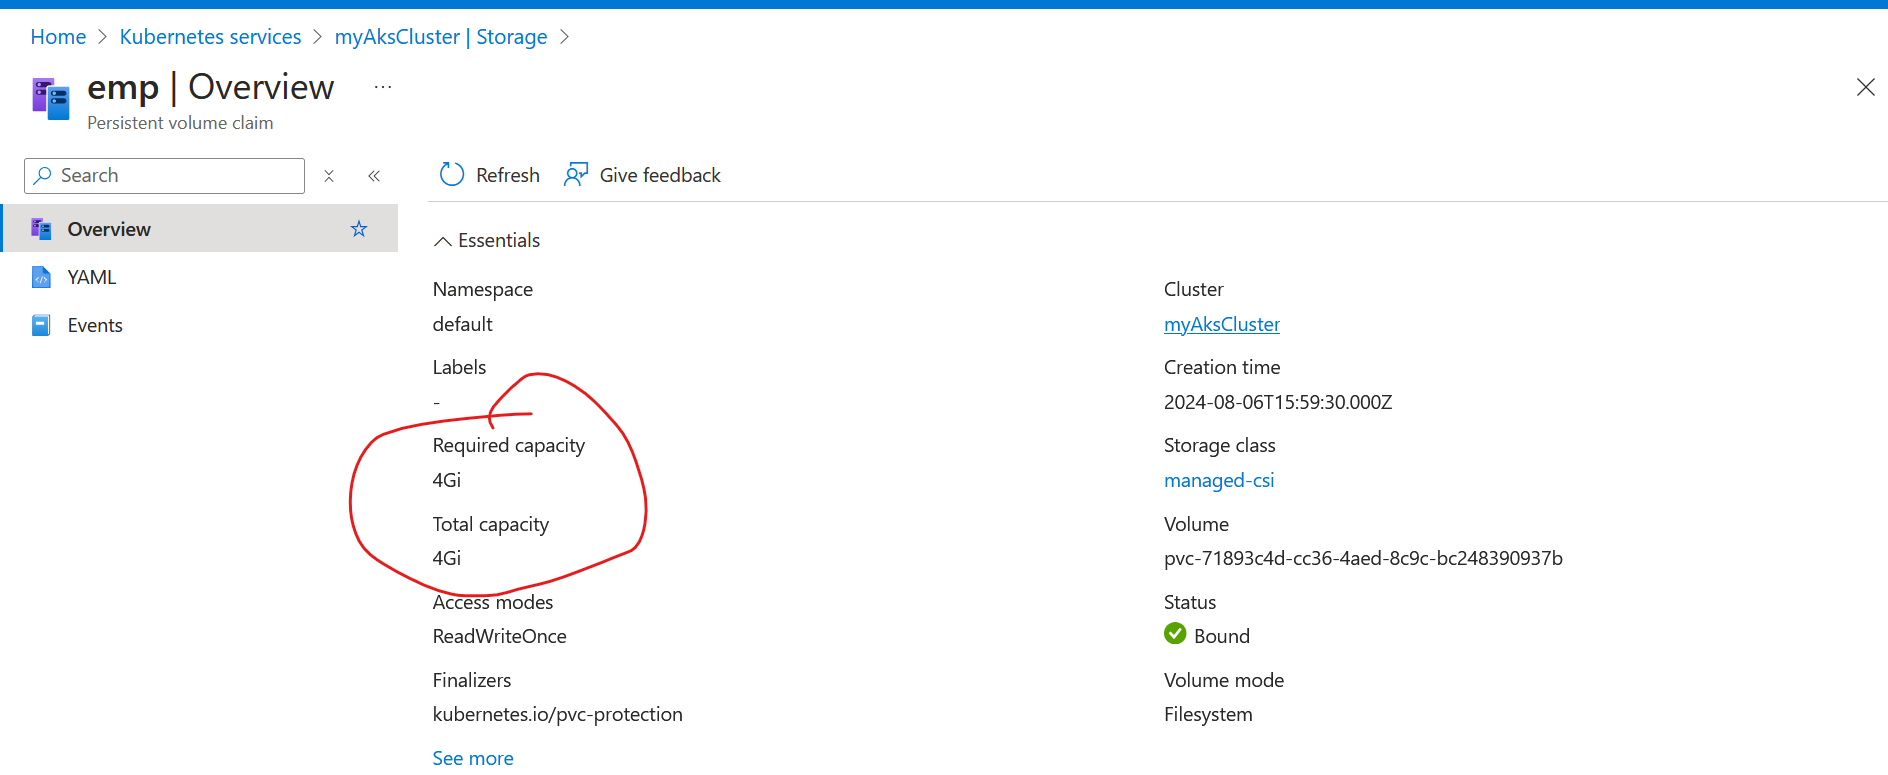 Home > Kubernetes services > myAksCluster | Storage >
emp | Overview ...
Persistent volume claim
Search
Refresh
Give feedback
Overview
YAML
Events
Essentials
Namespace
default
Labels
-
Required capacity
4Gi
Total capacity
4Gi
Access modes
ReadWriteOnce
Finalizers
kubernetes.io/pvc-protection
See more
Cluster
myAksCluster
Creation time
2024-08-06T15:59:30.000Z
Storage class
managed-csi
Volume
pvc-71893c4d-cc36-4aed-8c9c-bc248390937b
Status
Bound
Volume mode
Filesystem